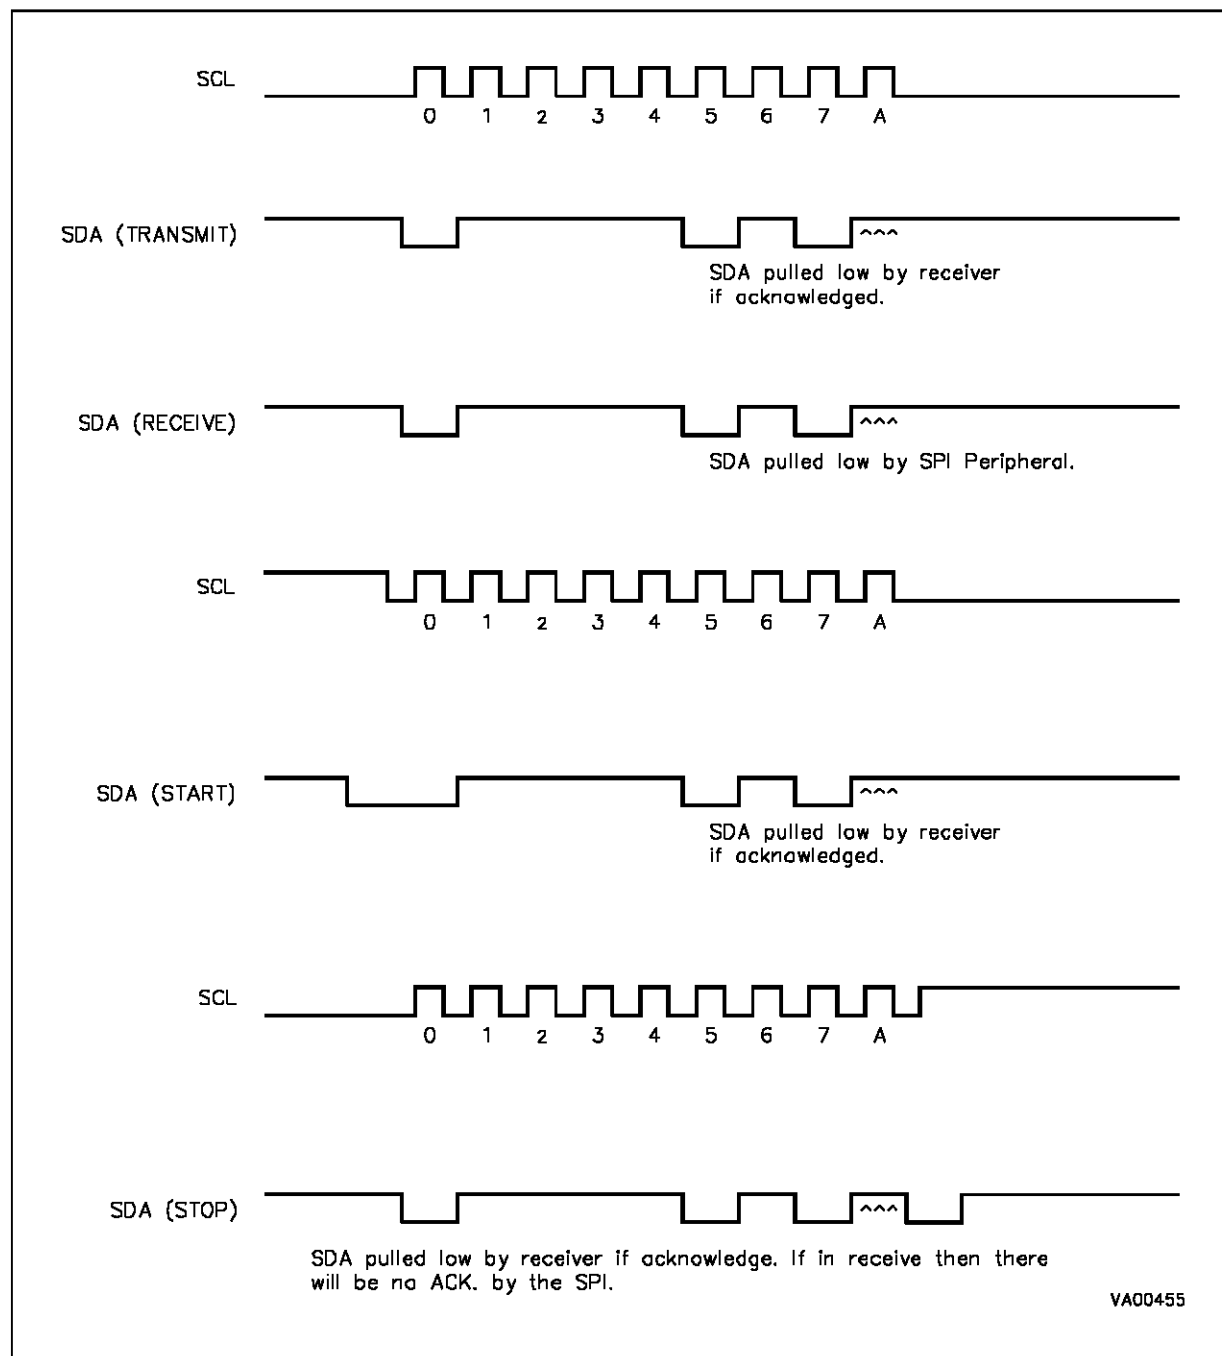 SCL
0 1 2 3 4 5 6 7 A
SDA (TRANSMIT)
^^^
SDA pulled low by receiver
if acknowledged.
SDA (RECEIVE)
^^^
SDA pulled low by SPI Peripheral.
SCL
0 1 2 3 4 5 6 7 A
SDA (START)
^^^
SDA pulled low by receiver
if acknowledged.
SCL
0 1 2 3 4 5 6 7 A
SDA (STOP)
^^^
SDA pulled low by receiver if acknowledge. If in receive then there
will be no ACK. by the SPI.
VA00455